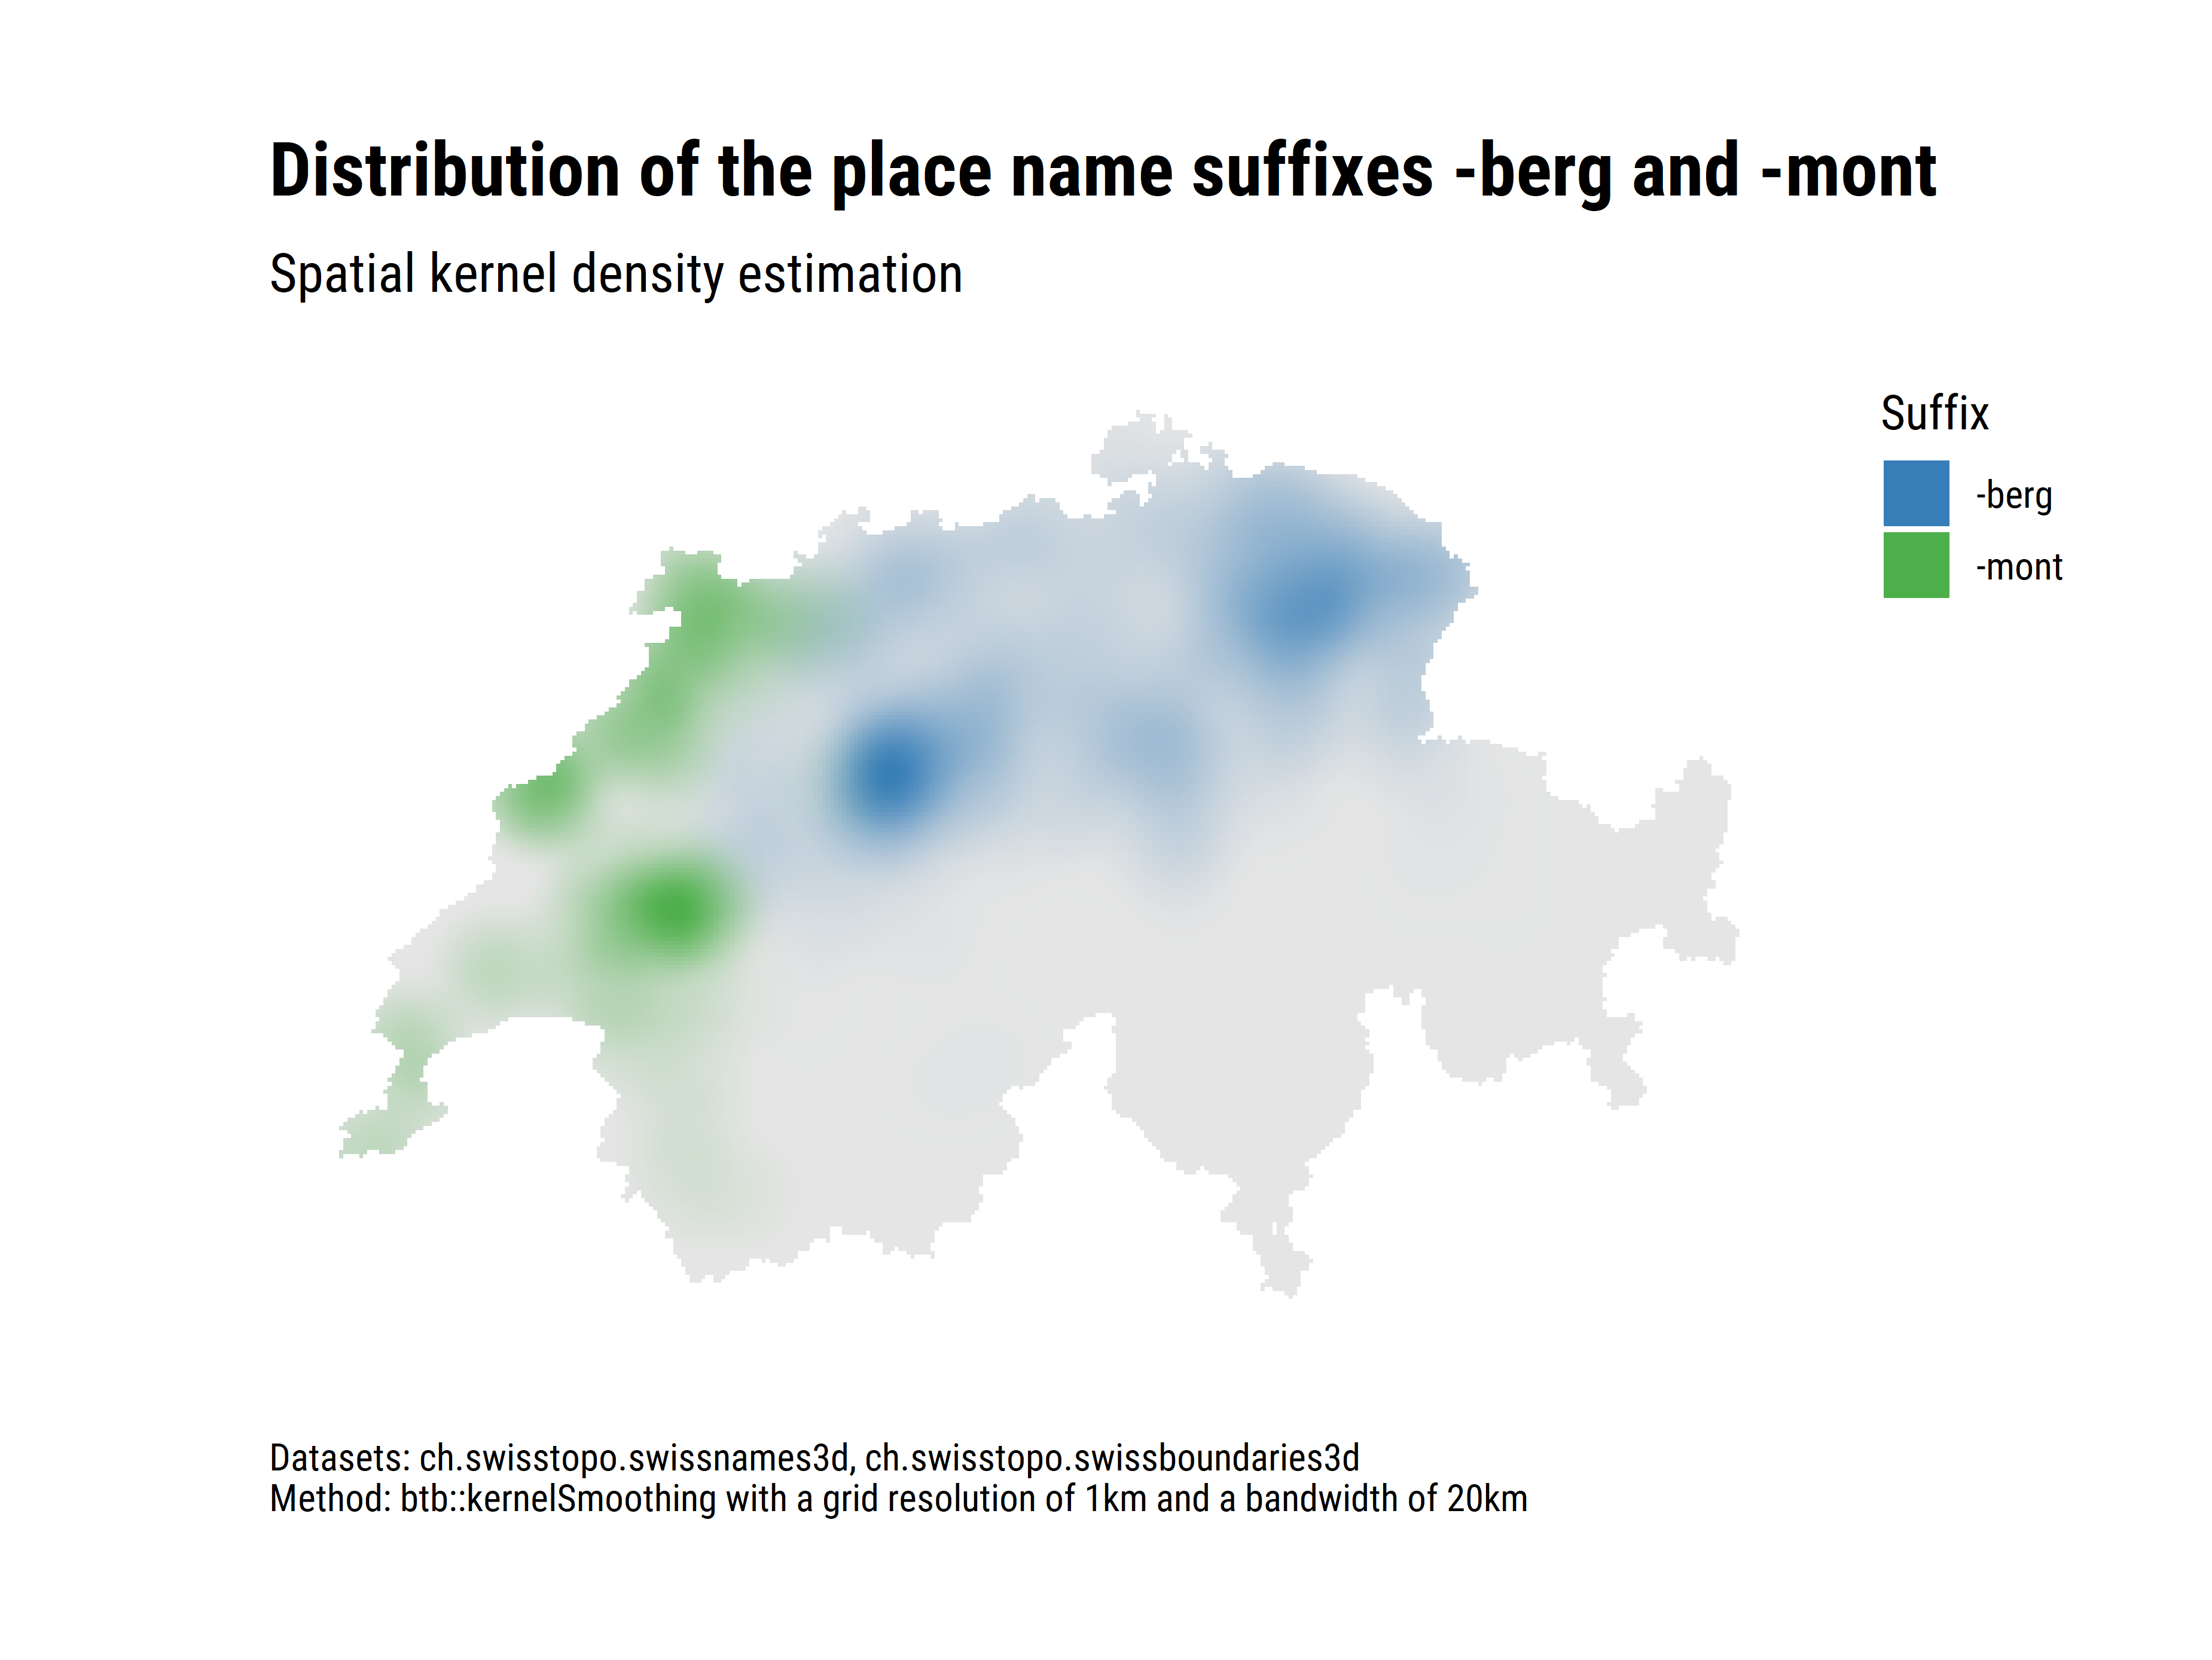 Distribution of the place name suffixes -berg and -mont
Spatial kernel density estimation
Suffix
-berg
-mont
Datasets: ch.swisstopo.swissnames3d, ch.swisstopo.swissboundaries3d
Method: btb::kernelSmoothing with a grid resolution of 1km and a bandwidth of 20km